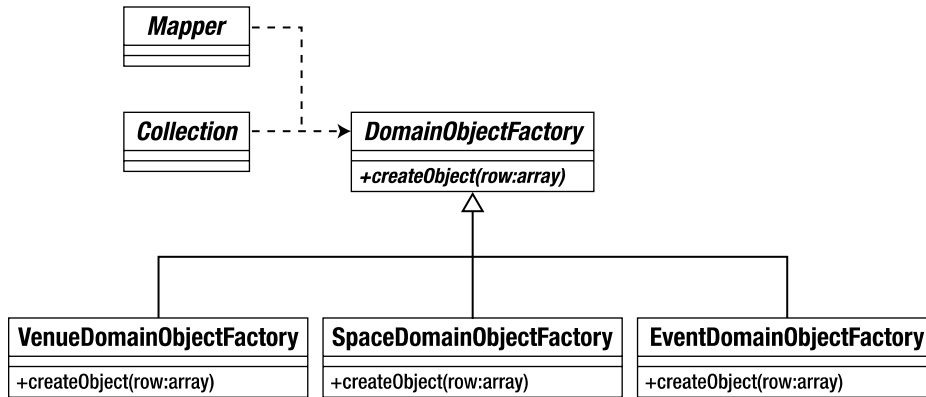 Mapper
Collection
DomainObjectFactory
+createObject(row:array)
VenueDomainObjectFactory
+createObject(row:array)
SpaceDomainObjectFactory
+createObject(row:array)
EventDomainObjectFactory
+createObject(row:array)